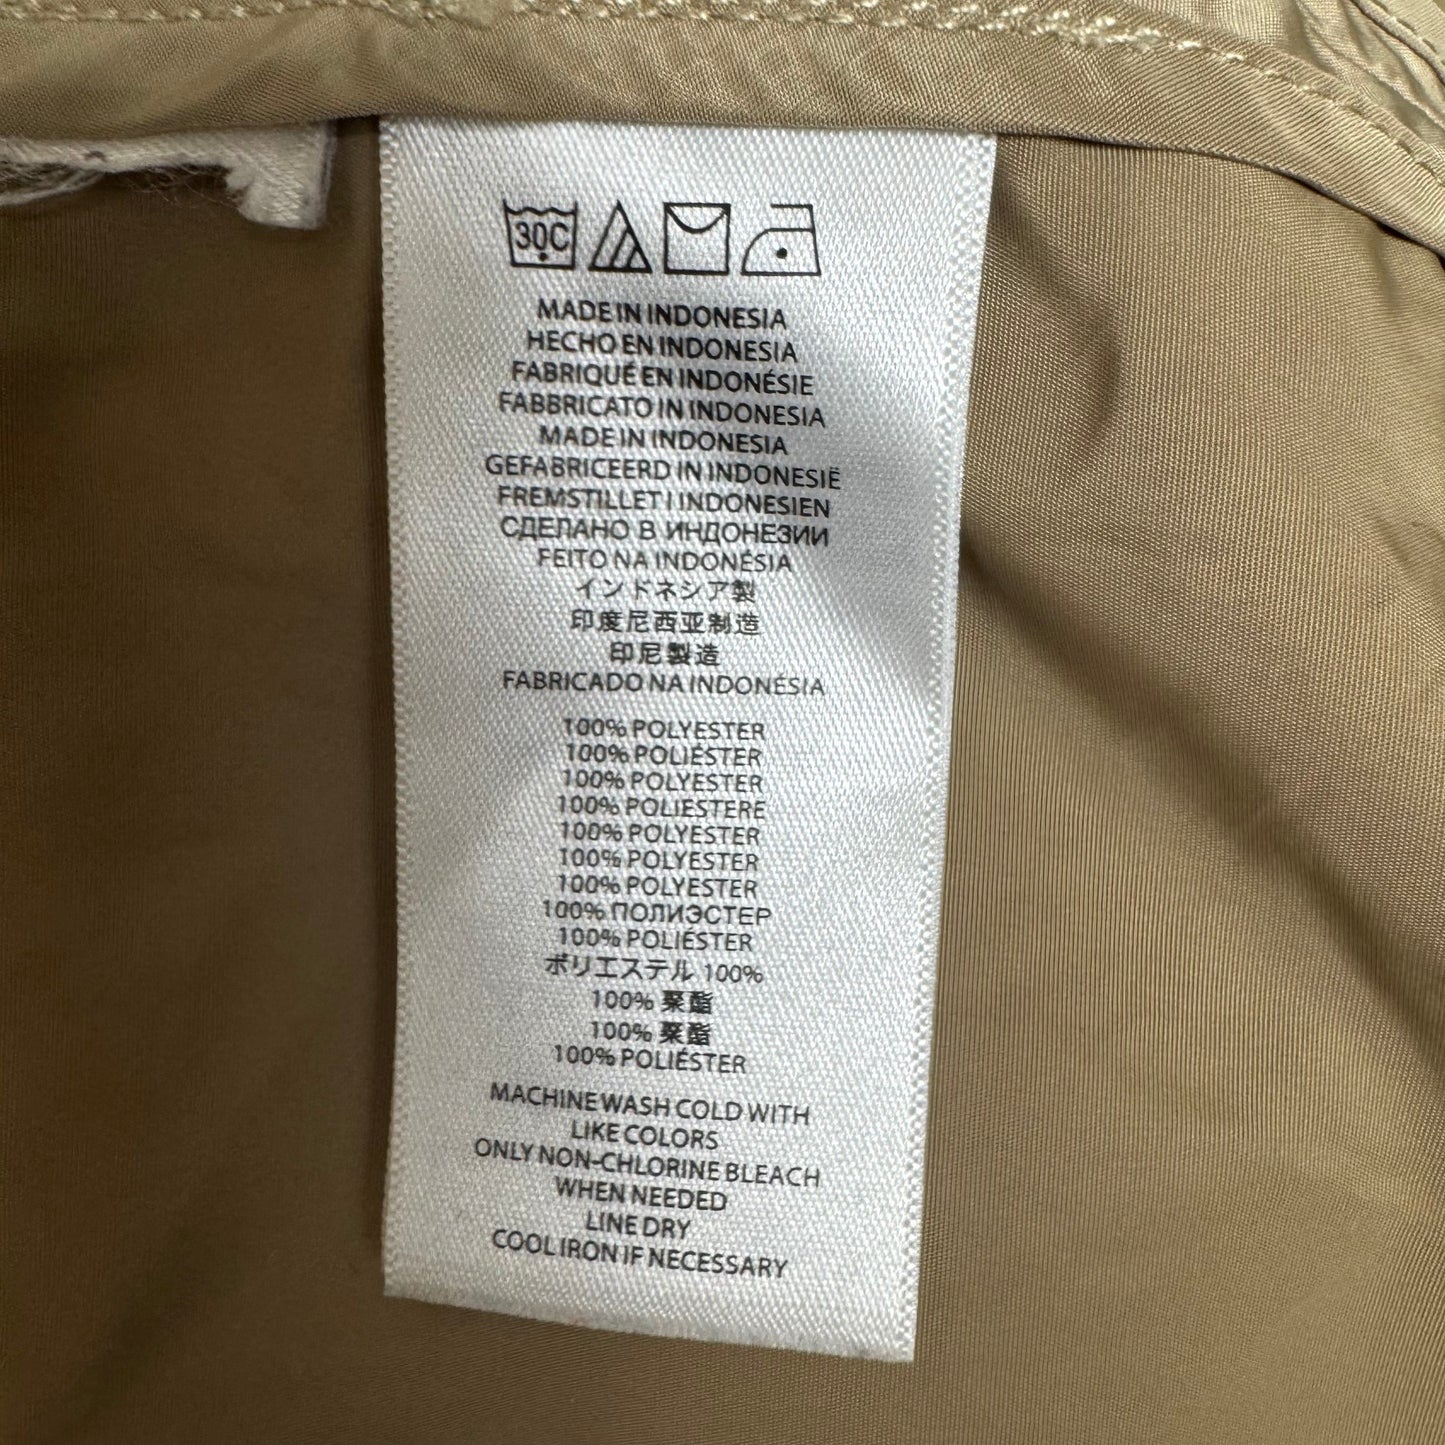 30C
MADE IN INDONESIA
HECHO EN INDONESIA
FABRIQUÉ EN INDONÉSIE
FABBRICATO IN INDONESIA
MADE IN INDONESIA
GEFABRICEERD IN INDONESIË
FREMSTILLET I INDONESIEN
СДЕЛАНО В ИНДОНЕЗИИ
FEITO NA INDONÉSIA
インドネシア製
印度尼西亚制造
印尼製造
FABRICADO NA INDONÉSIA
100% POLYESTER
100% POLIÉSTER
100% POLYESTER
100% POLIESTERE
100% POLYESTER
100% POLYESTER
100% POLYESTER
100% ПОЛИЭСТЕР
100% POLIÉSTER
ポリエステル 100%
100% 聚酯
100% 聚酯
100% POLIÉSTER
MACHINE WASH COLD WITH
LIKE COLORS
ONLY NON-CHLORINE BLEACH
WHEN NEEDED
LINE DRY
COOL IRON IF NECESSARY